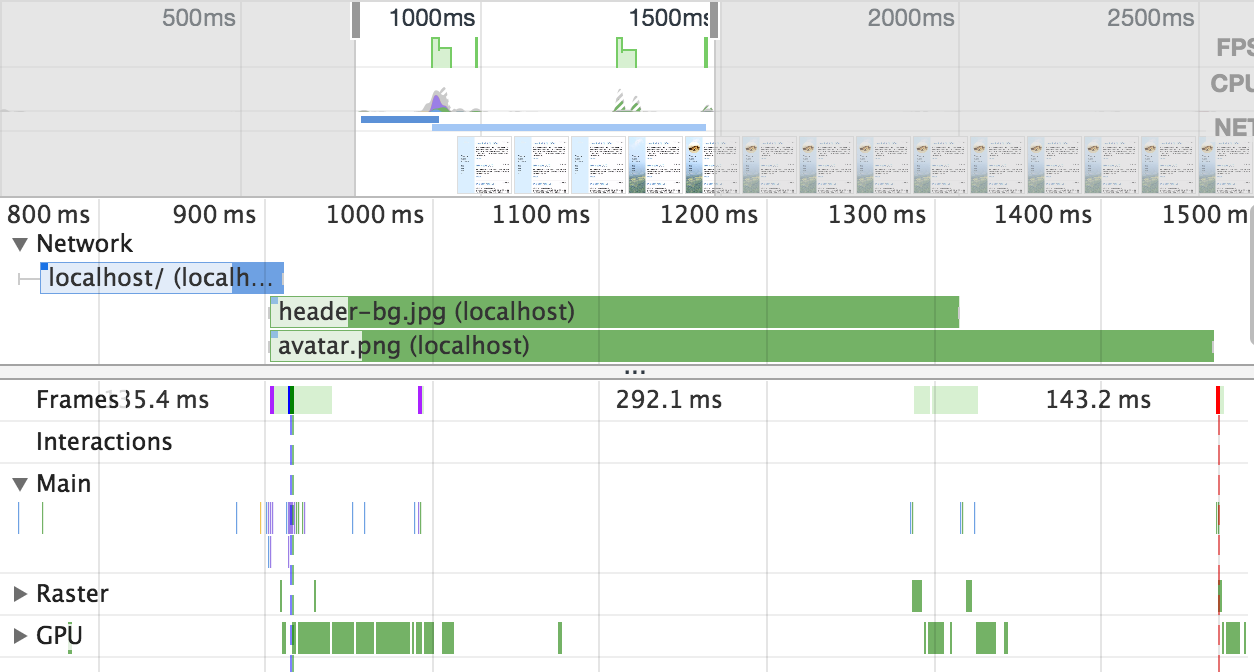 500ms 1000ms 1500ms 2000ms 2500ms
FPS
CPU
NET
800 ms 900 ms 1000 ms 1100 ms 1200 ms 1300 ms 1400 ms 1500 m
Network
localhost/ (localh...
header-bg.jpg (localhost)
avatar.png (localhost)
...
Frames 135.4 ms 292.1 ms 143.2 ms
Interactions
Main
Raster
GPU